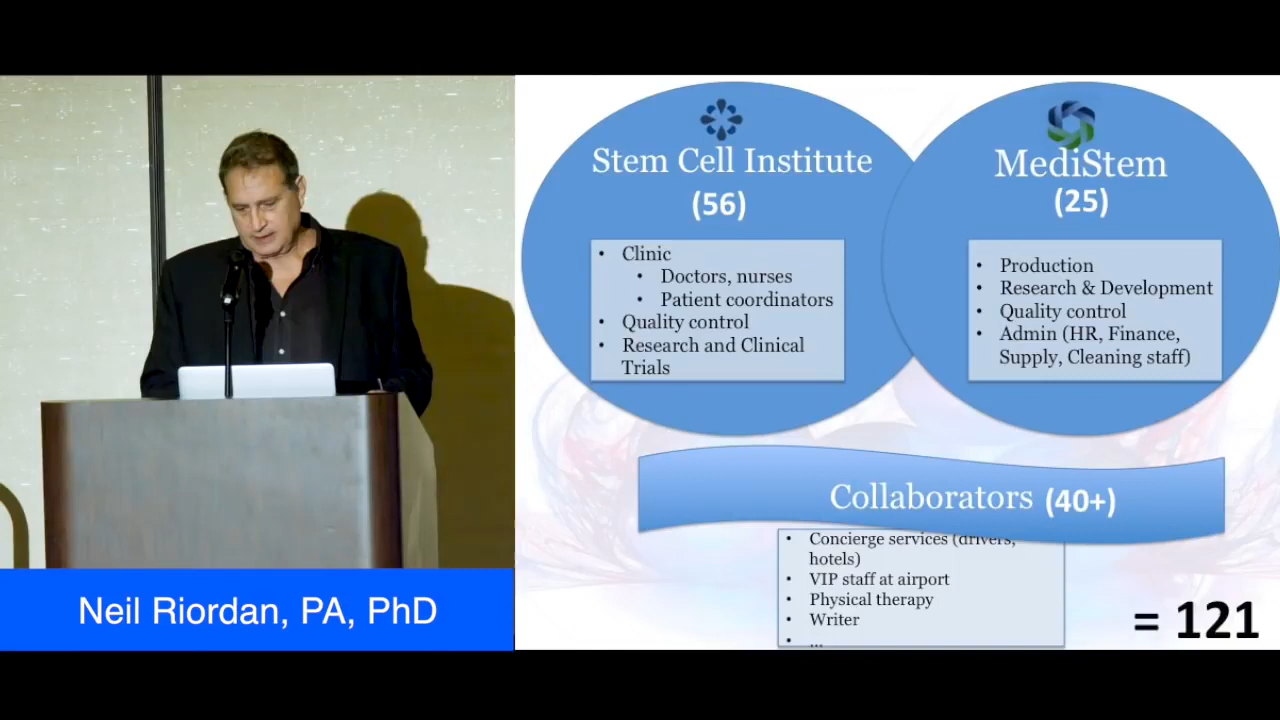 Stem Cell Institute
(56)
• Clinic
• Doctors, nurses
• Patient coordinators
• Quality control
• Research and Clinical
Trials
MediStem
(25)
• Production
• Research & Development
• Quality control
• Admin (HR, Finance,
Supply, Cleaning staff)
Collaborators (40+)
• Concierge services (drivers,
hotels)
• VIP staff at airport
• Physical therapy
• Writer
• ...
= 121
Neil Riordan, PA, PhD